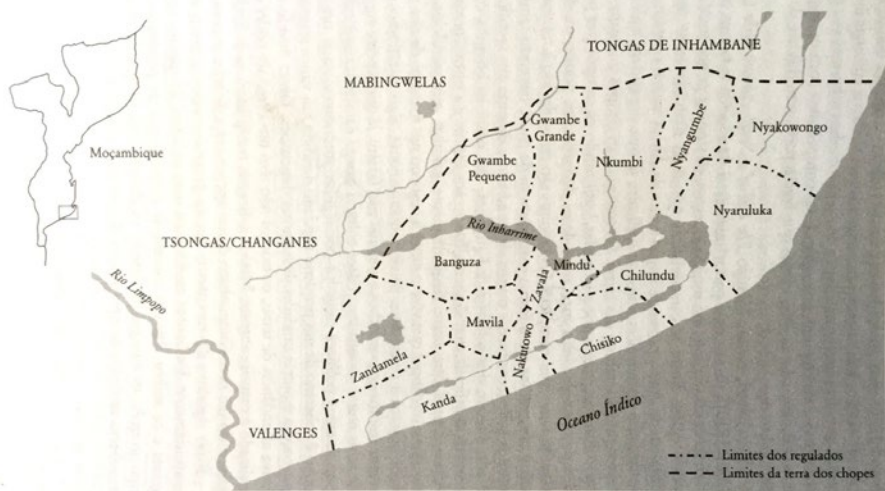 TONGAS DE INHAMBANE
MABINGWELAS
Moçambique
Gwambe
Grande
Gwambe
Pequeno
Nkumbi
Nyangumbe
Nyakowongo
Nyaruluka
TSONGAS/CHANGANES
Rio Inharrime
Banguza
Mindu
Chilundu
Zavala
Rio Limpopo
Mavila
Nakutowo
Chisiko
Zandamela
Kanda
VALENGES
Oceano Índico
Limites dos regulados
Limites da terra dos chopes